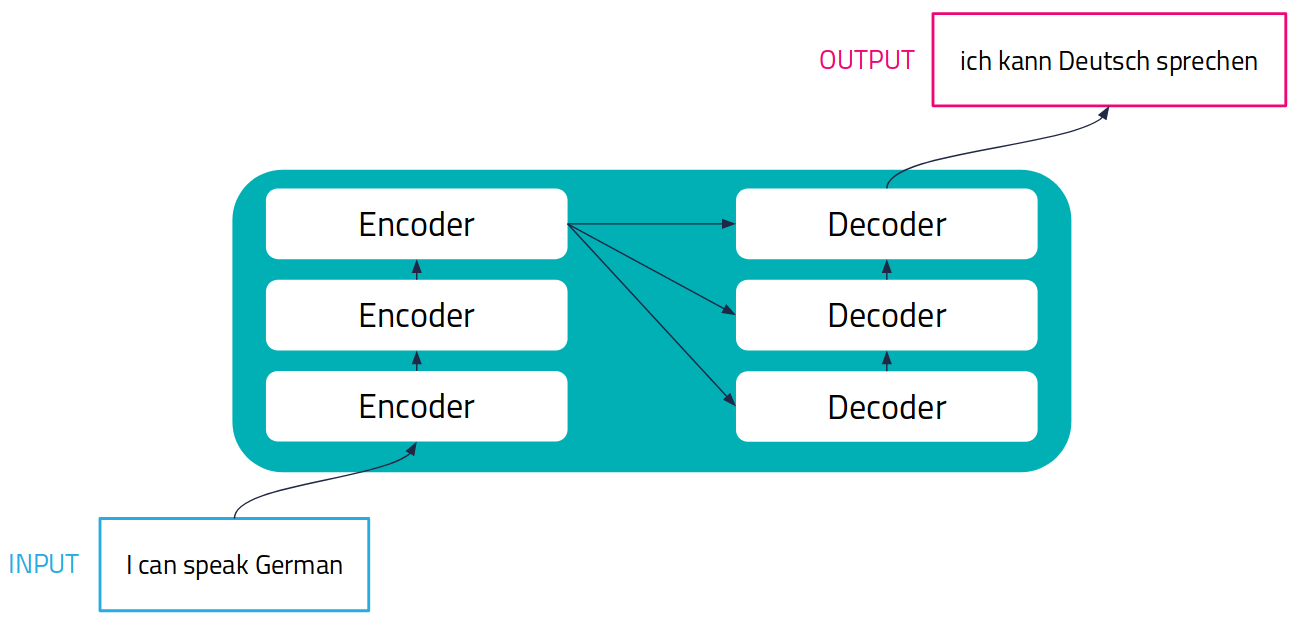 OUTPUT
ich kann Deutsch sprechen
Encoder
Decoder
Encoder
Decoder
Encoder
Decoder
INPUT
I can speak German